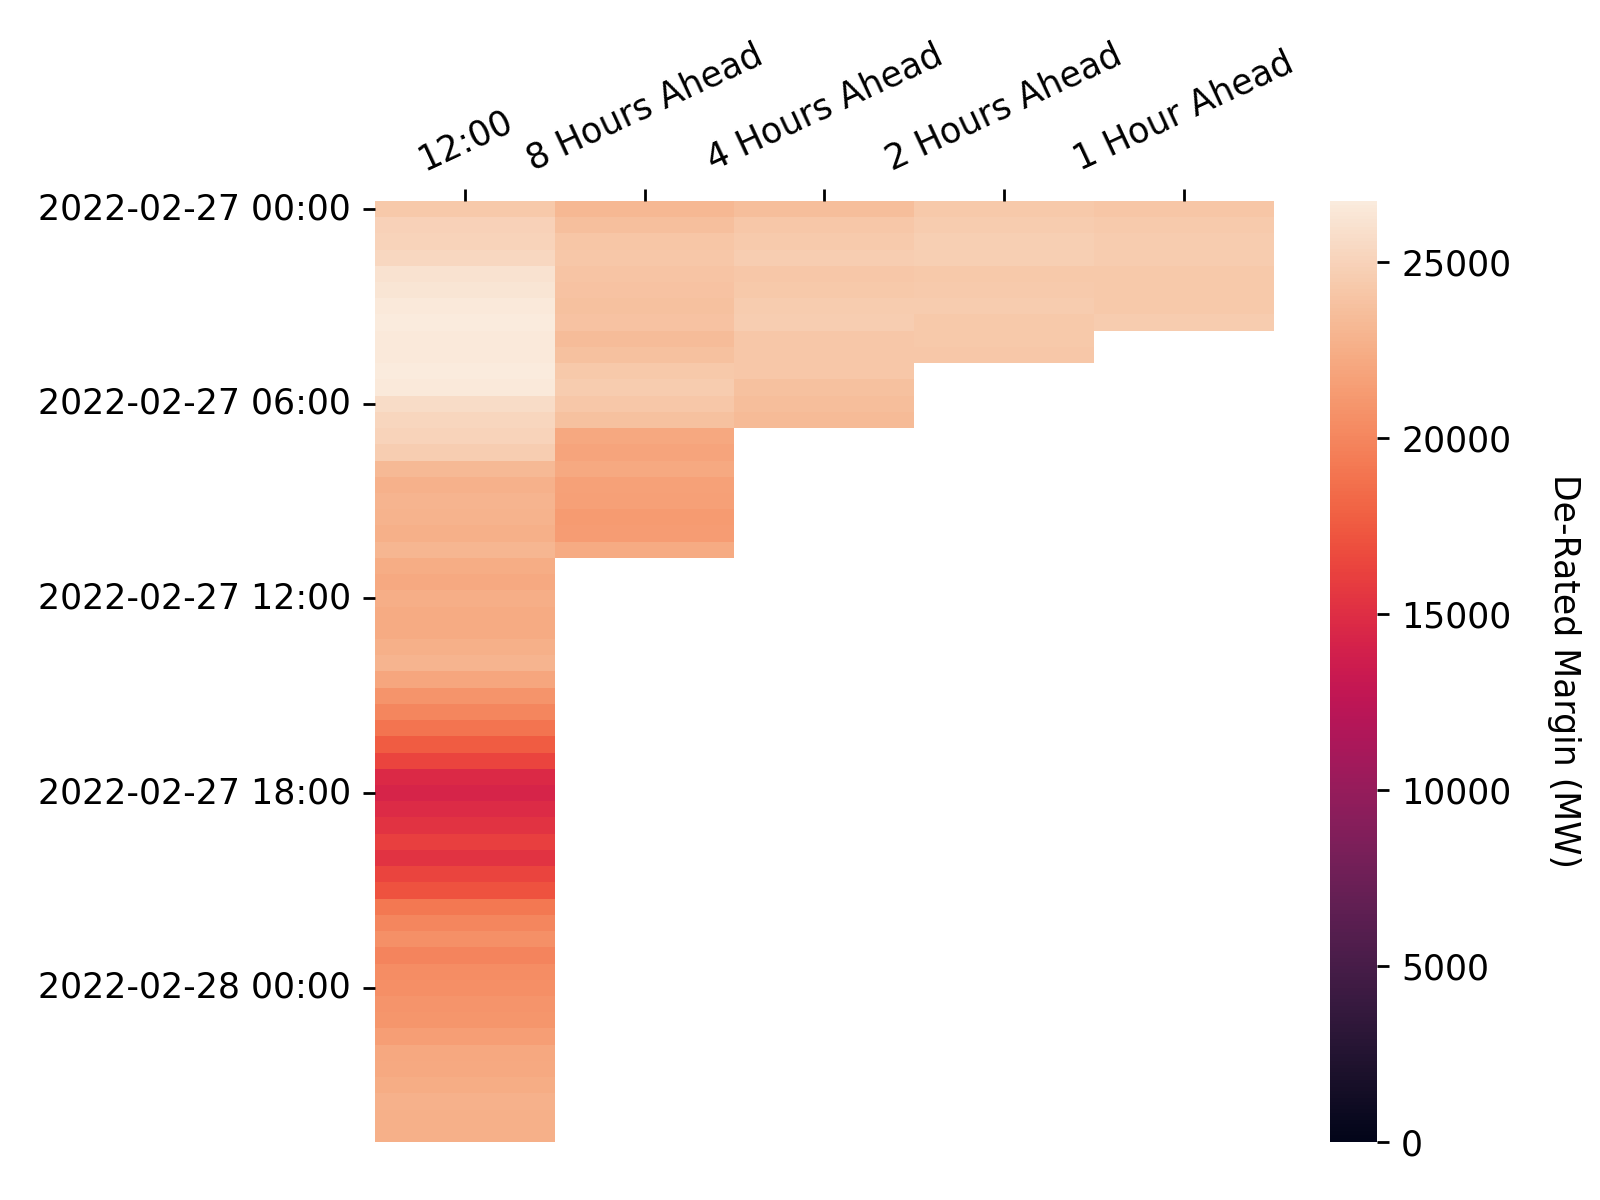 12:00
8 Hours Ahead
4 Hours Ahead
2 Hours Ahead
1 Hour Ahead
2022-02-27 00:00
2022-02-27 06:00
2022-02-27 12:00
2022-02-27 18:00
2022-02-28 00:00
25000
20000
15000
10000
5000
0
De-Rated Margin (MW)